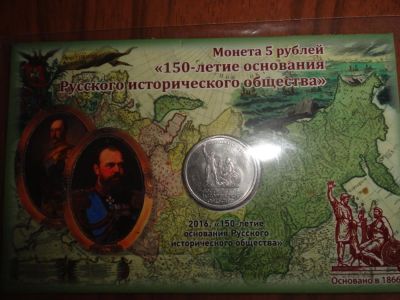 Монета 5 рублей
«150-летие основания
Русского исторического общества»
2016, «150-летие
основания Русского
исторического общества»
Основано в 1866